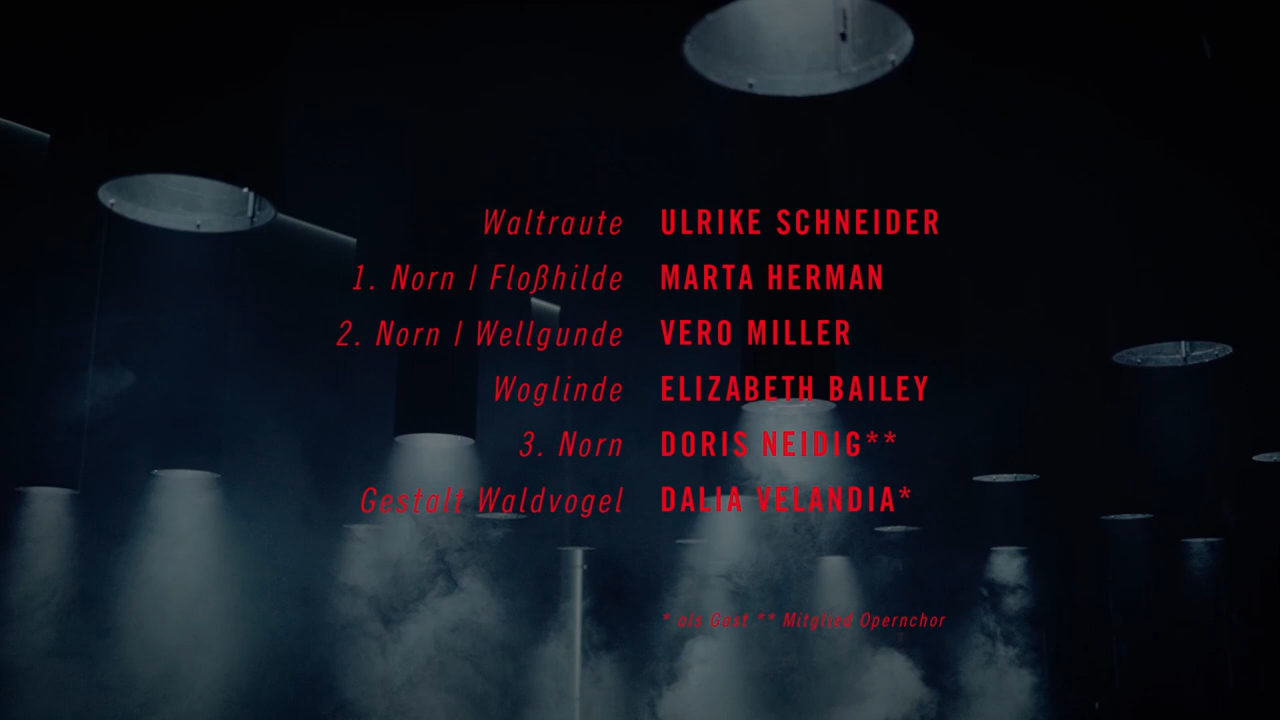 Waltraute ULRIKE SCHNEIDER
1. Norn | Floßhilde MARTA HERMAN
2. Norn | Wellgunde VERO MILLER
Woglinde ELIZABETH BAILEY
3. Norn DORIS NEIDIG**
Gestalt Waldvogel DALIA VELANDIA*
* als Gast ** Mitglied Opernchor